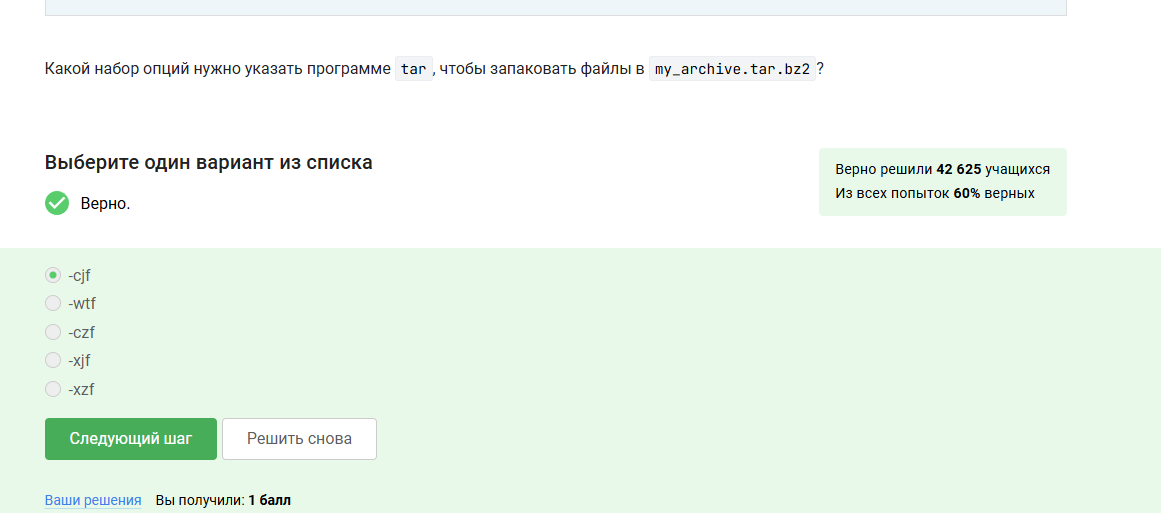 Какой набор опций нужно указать программе tar, чтобы запаковать файлы в my_archive.tar.bz2?
Выберите один вариант из списка
Верно.
Верно решили 42 625 учащихся
Из всех попыток 60% верных
-cjf
-wtf
-czf
-xjf
-xzf
Следующий шаг
Решить снова
Ваши решения Вы получили: 1 балл